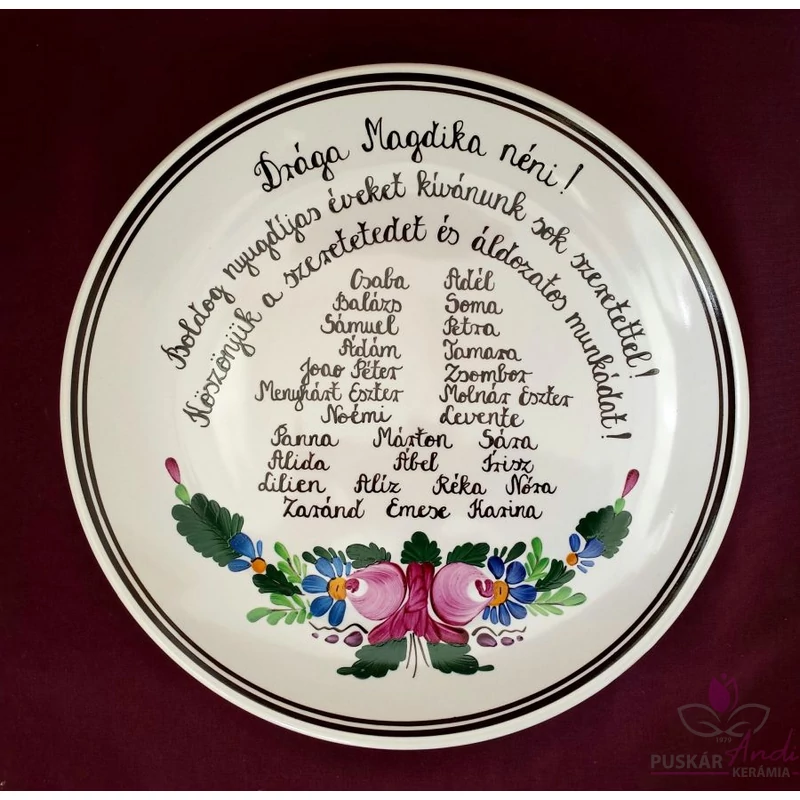 Drága Magdika néni!
Boldog nyugdíjas éveket kívánunk sok szeretettel!
Köszönjük a szeretetedet és áldozatos munkádat!
Csaba Adél
Balázs Soma
Sámuel Petra
Ádám Tamara
Joao Péter Zsombor
Menyhárt Eszter Molnár Eszter
Noémi Levente
Panna Márton Sára
Alida Ábel Írisz
Lilien Alíz Réka Nóra
Zaránd Emese Karina
1975
PUSKÁR Andi
KERÁMIA